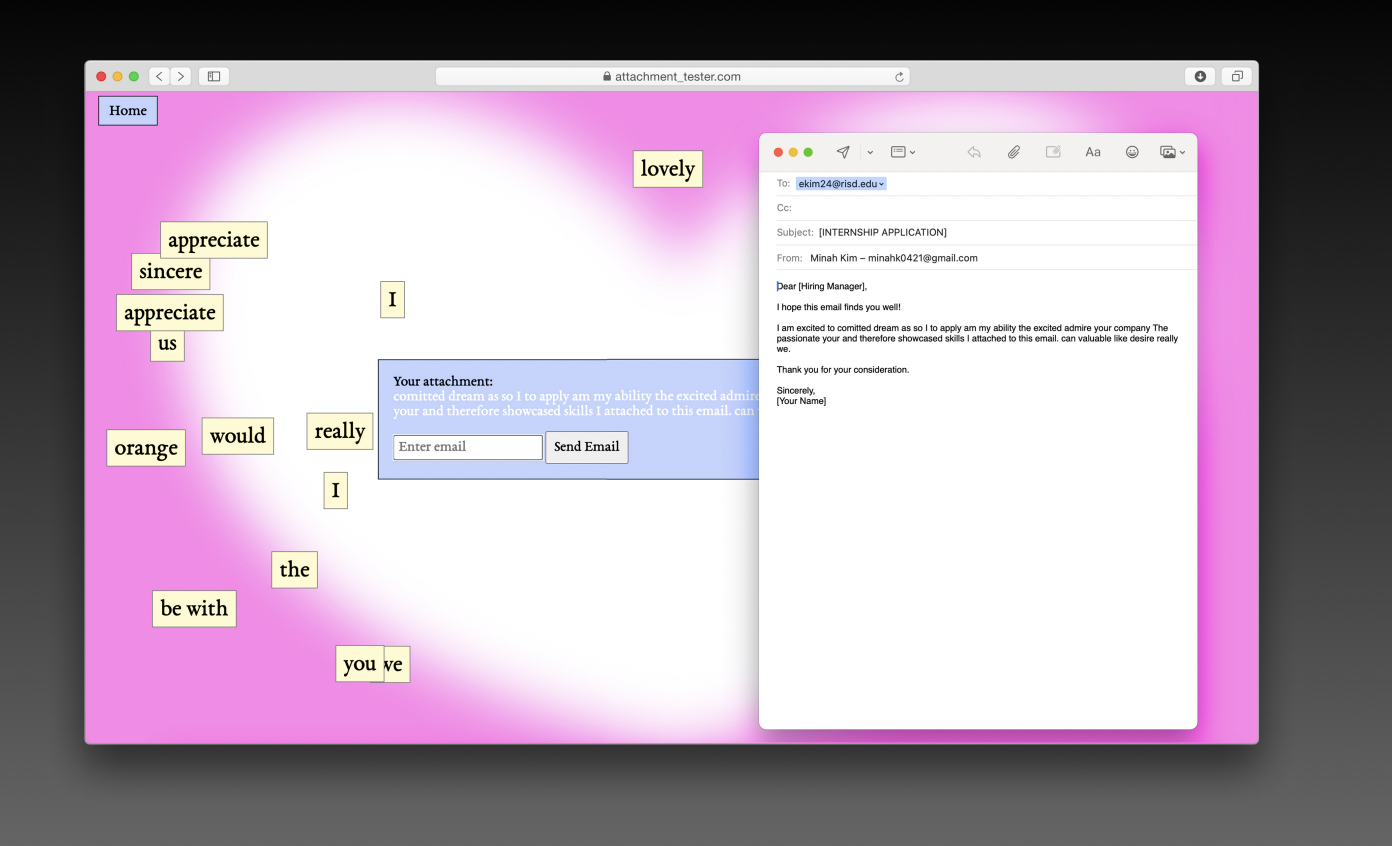 attachment_tester.com
Home
lovely
appreciate
sincere
appreciate
us
I
Your attachment:
comitted dream as so I to apply am my ability the excited admire
your and therefore showcased skills I attached to this email. can
Enter email
Send Email
orange
would
really
I
the
be with
you
we
Aa
To: ekim24@risd.edu
Cc:
Subject: [INTERNSHIP APPLICATION]
From: Minah Kim – minahk0421@gmail.com
Dear [Hiring Manager],
I hope this email finds you well!
I am excited to comitted dream as so I to apply am my ability the excited admire your company The
passionate your and therefore showcased skills I attached to this email. can valuable like desire really
we.
Thank you for your consideration.
Sincerely,
[Your Name]